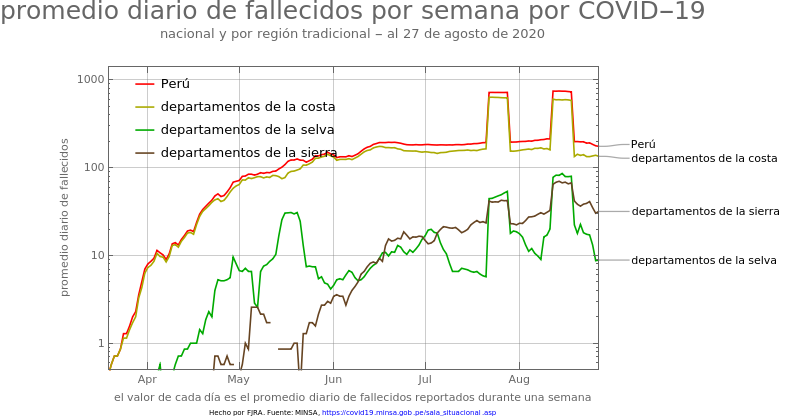 promedio diario de fallecidos por semana por COVID−19
nacional y por región tradicional − al 27 de agosto de 2020
promedio diario de fallecidos
1000
100
10
1
Perú
departamentos de la costa
departamentos de la selva
departamentos de la sierra
Perú
departamentos de la costa
departamentos de la sierra
departamentos de la selva
Apr May Jun Jul Aug
el valor de cada día es el promedio diario de fallecidos reportados durante una semana
Hecho por FJRA. Fuente: MINSA, https://covid19.minsa.gob.pe/sala_situacional.asp